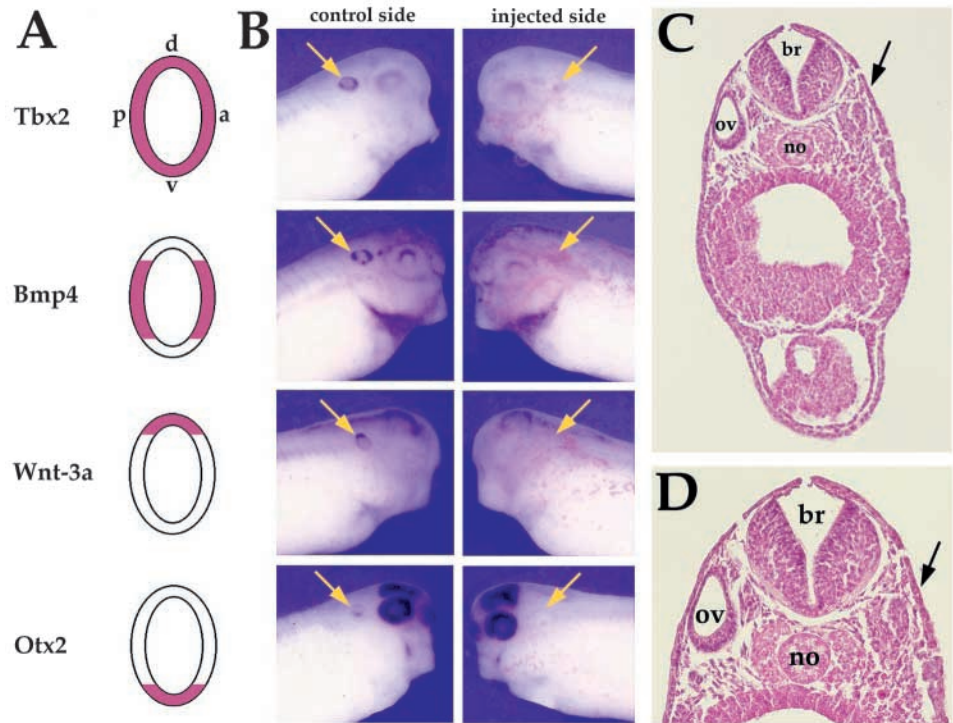 A
d
Tbx2
p
a
v
Bmp4
Wnt-3a
Otx2
B
control side
injected side
C
br
ov
no
D
br
ov
no